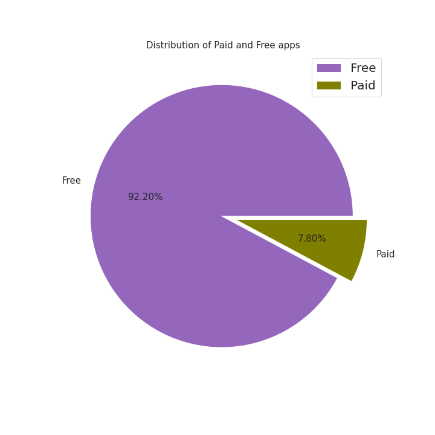 Distribution of Paid and Free apps
Free
Paid
Free
92.20%
7.80%
Paid